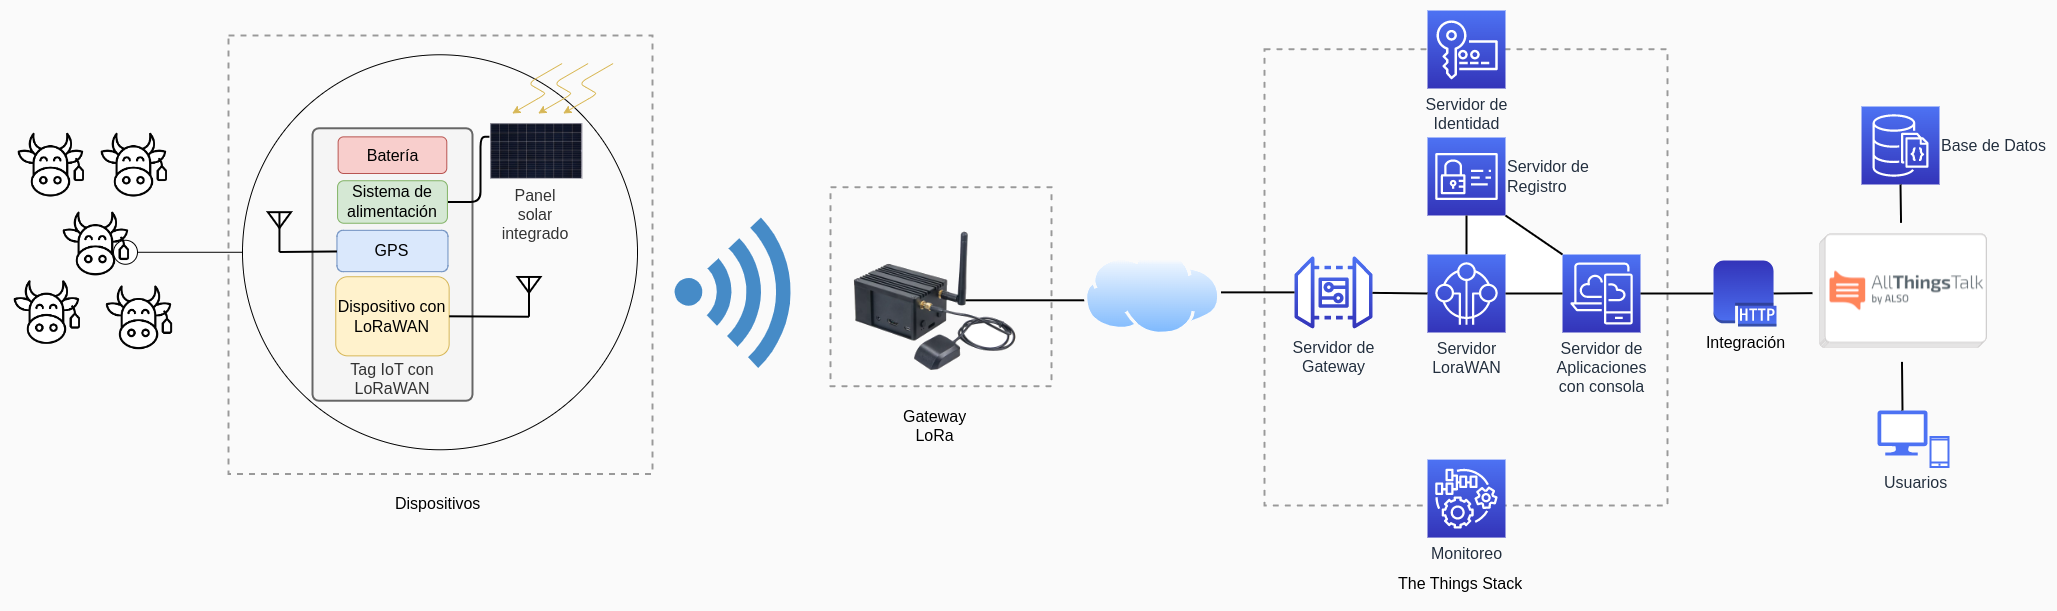 Batería
Sistema de
alimentación
GPS
Dispositivo con
LoRaWAN
Tag IoT con
LoRaWAN
Panel
solar
integrado
Dispositivos
Gateway
LoRa
Servidor de
Identidad
Servidor de
Registro
Servidor de
Gateway
Servidor
LoraWAN
Servidor de
Aplicaciones
con consola
Monitoreo
The Things Stack
HTTP
Integración
Base de Datos
AllThingsTalk
by ALSO
Usuarios